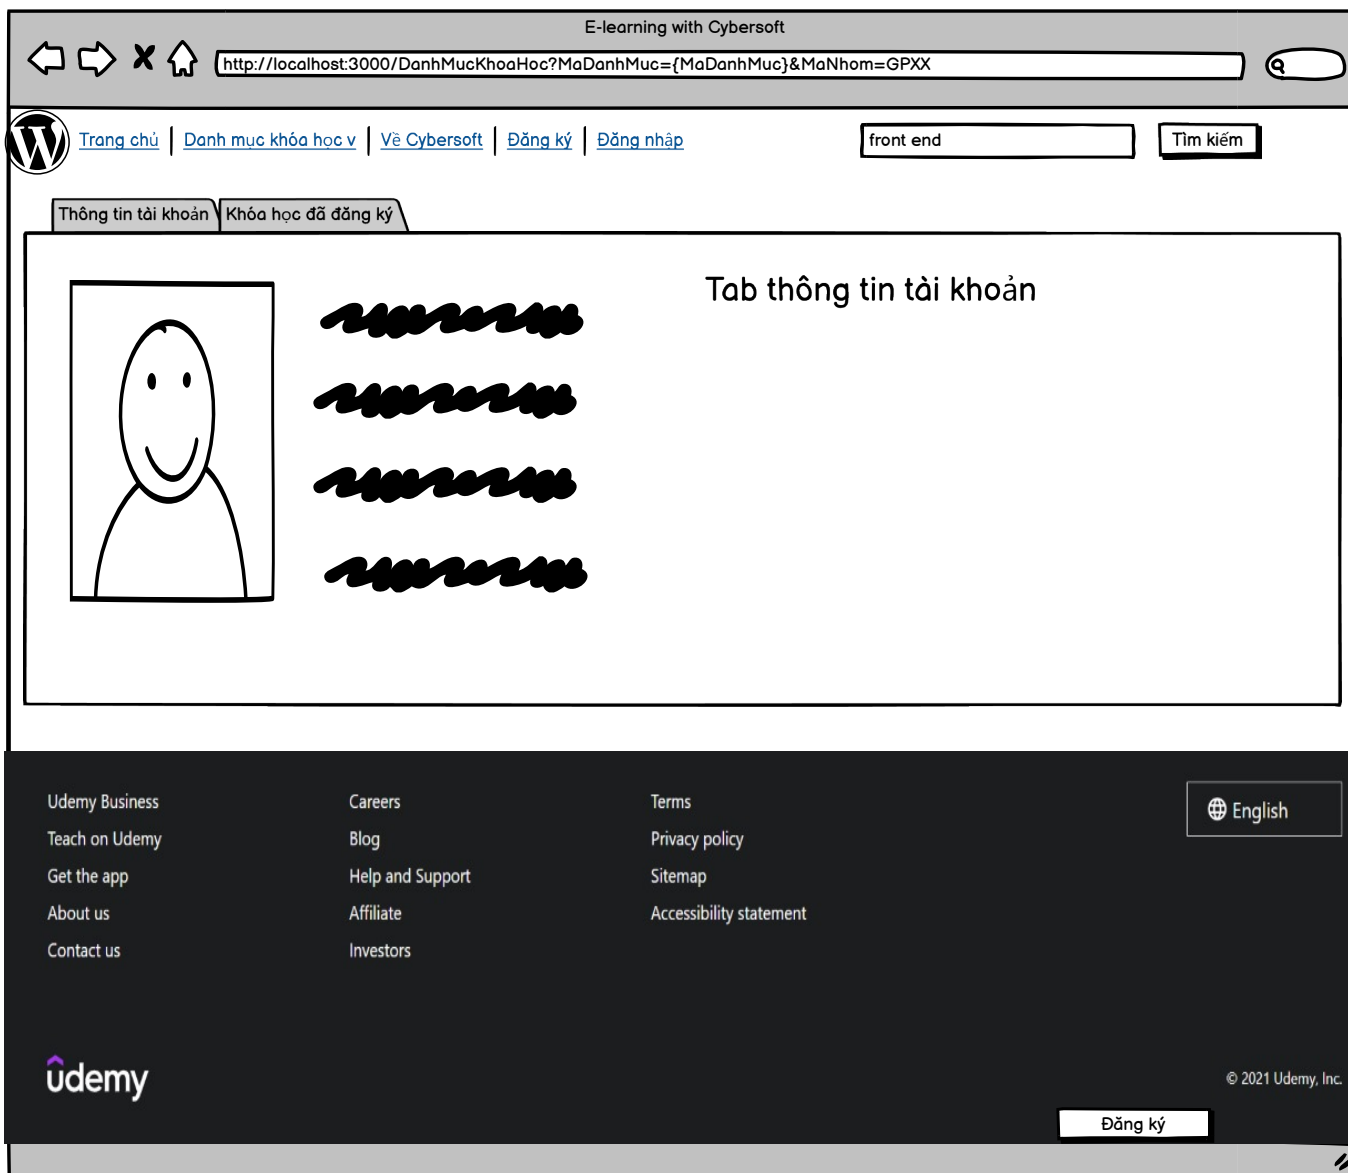 E-learning with Cybersoft
http://localhost:3000/DanhMucKhoaHoc?MaDanhMuc={MaDanhMuc}&MaNhom=GPXX
Trang chủ Danh mục khóa học v Về Cybersoft Đăng ký Đăng nhập front end Tìm kiếm
Thông tin tài khoản Khóa học đã đăng ký
Tab thông tin tài khoản
Udemy Business Careers Terms English
Teach on Udemy Blog Privacy policy
Get the app Help and Support Sitemap
About us Affiliate Accessibility statement
Contact us Investors
udemy © 2021 Udemy, Inc.
Đăng ký